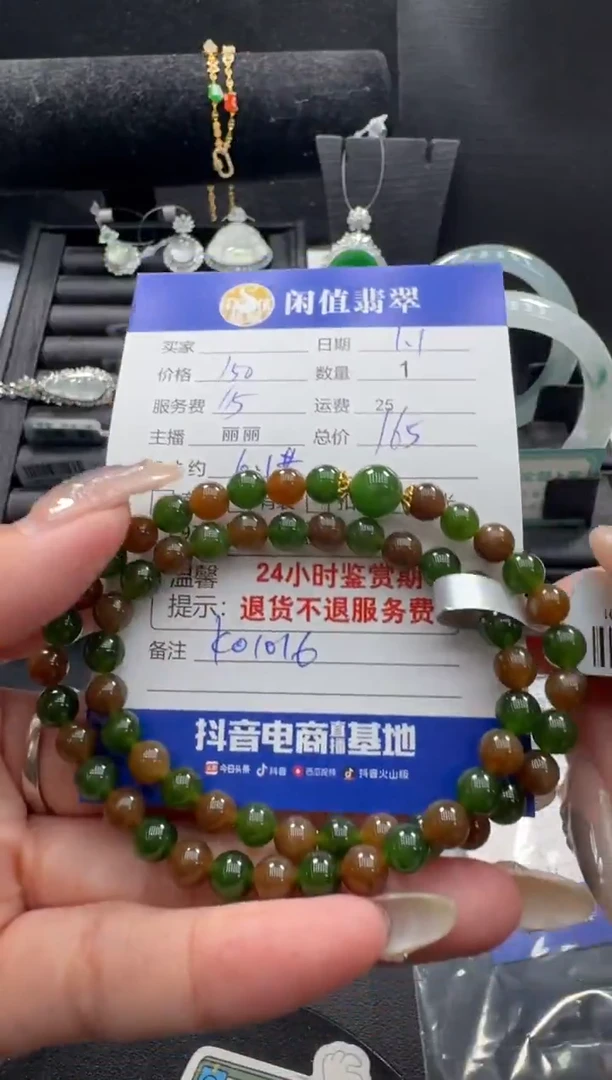 闲值翡翠
买家 日期 1.1
价格 150 数量 1
服务费 15 运费 25
主播 丽丽 总价 165
约 6.1#
温馨 24小时鉴赏期
提示: 退货不退服务费
备注 K01016
抖音电商直播基地
今日头条 抖音 西瓜视频 抖音火山版